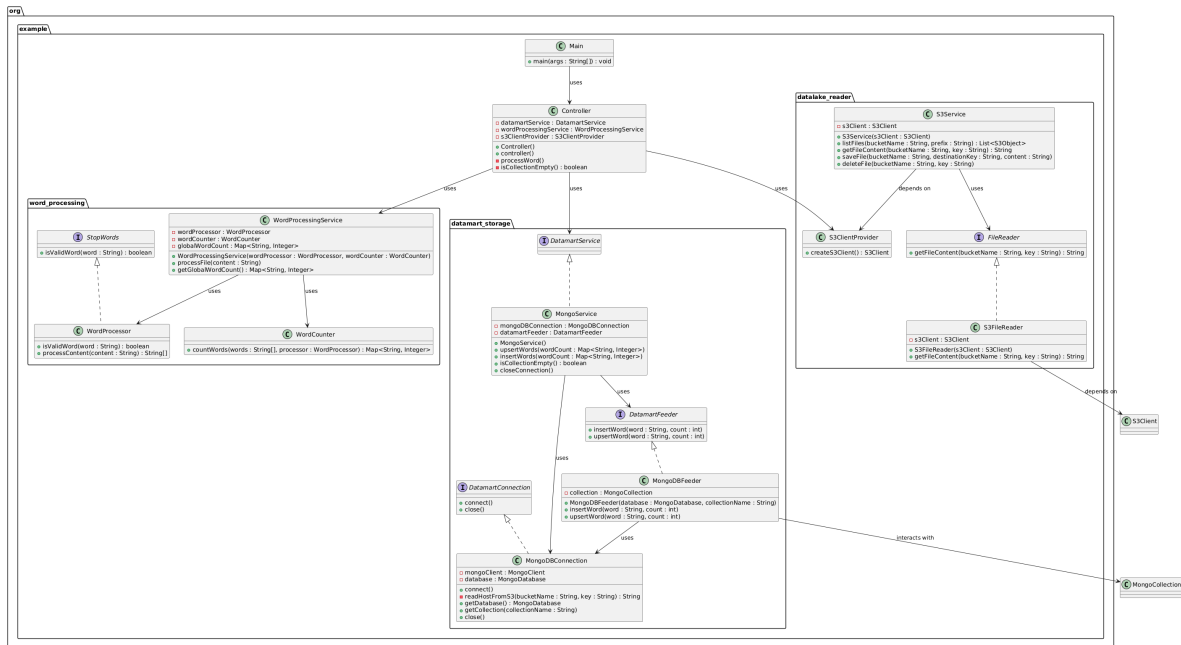 org
example
C Main
main(args : String[]) : void
uses
C Controller
datamartService : DatamartService
wordProcessingService : WordProcessingService
s3ClientProvider : S3ClientProvider
Controller()
controller()
processWord()
isCollectionEmpty() : boolean
uses
uses
uses
word_processing
I StopWords
isValidWord(word : String) : boolean
C WordProcessingService
wordProcessor : WordProcessor
wordCounter : WordCounter
globalWordCount : Map<String, Integer>
WordProcessingService(wordProcessor : WordProcessor, wordCounter : WordCounter)
processFile(content : String)
getGlobalWordCount() : Map<String, Integer>
uses
uses
C WordProcessor
isValidWord(word : String) : boolean
processContent(content : String) : String[]
C WordCounter
countWords(words : String[], processor : WordProcessor) : Map<String, Integer>
datamart_storage
I DatamartService
C MongoService
mongoDBConnection : MongoDBConnection
datamartFeeder : DatamartFeeder
MongoService()
upsertWords(wordCount : Map<String, Integer>)
insertWords(wordCount : Map<String, Integer>)
isCollectionEmpty() : boolean
closeConnection()
uses
uses
I DatamartFeeder
insertWord(word : String, count : int)
upsertWord(word : String, count : int)
I DatamartConnection
connect()
close()
C MongoDBFeeder
collection : MongoCollection
MongoDBFeeder(database : MongoDatabase, collectionName : String)
insertWord(word : String, count : int)
upsertWord(word : String, count : int)
uses
interacts with
C MongoDBConnection
mongoClient : MongoClient
database : MongoDatabase
connect()
readHostFromS3(bucketName : String, key : String) : String
getDatabase() : MongoDatabase
getCollection(collectionName : String)
close()
datalake_reader
C S3Service
s3Client : S3Client
S3Service(s3Client : S3Client)
listFiles(bucketName : String, prefix : String) : List<S3Object>
getFileContent(bucketName : String, key : String) : String
saveFile(bucketName : String, destinationKey : String, content : String)
deleteFile(bucketName : String, key : String)
depends on
uses
C S3ClientProvider
createS3Client() : S3Client
I FileReader
getFileContent(bucketName : String, key : String) : String
C S3FileReader
s3Client : S3Client
S3FileReader(s3Client : S3Client)
getFileContent(bucketName : String, key : String) : String
depends on
C S3Client
C MongoCollection